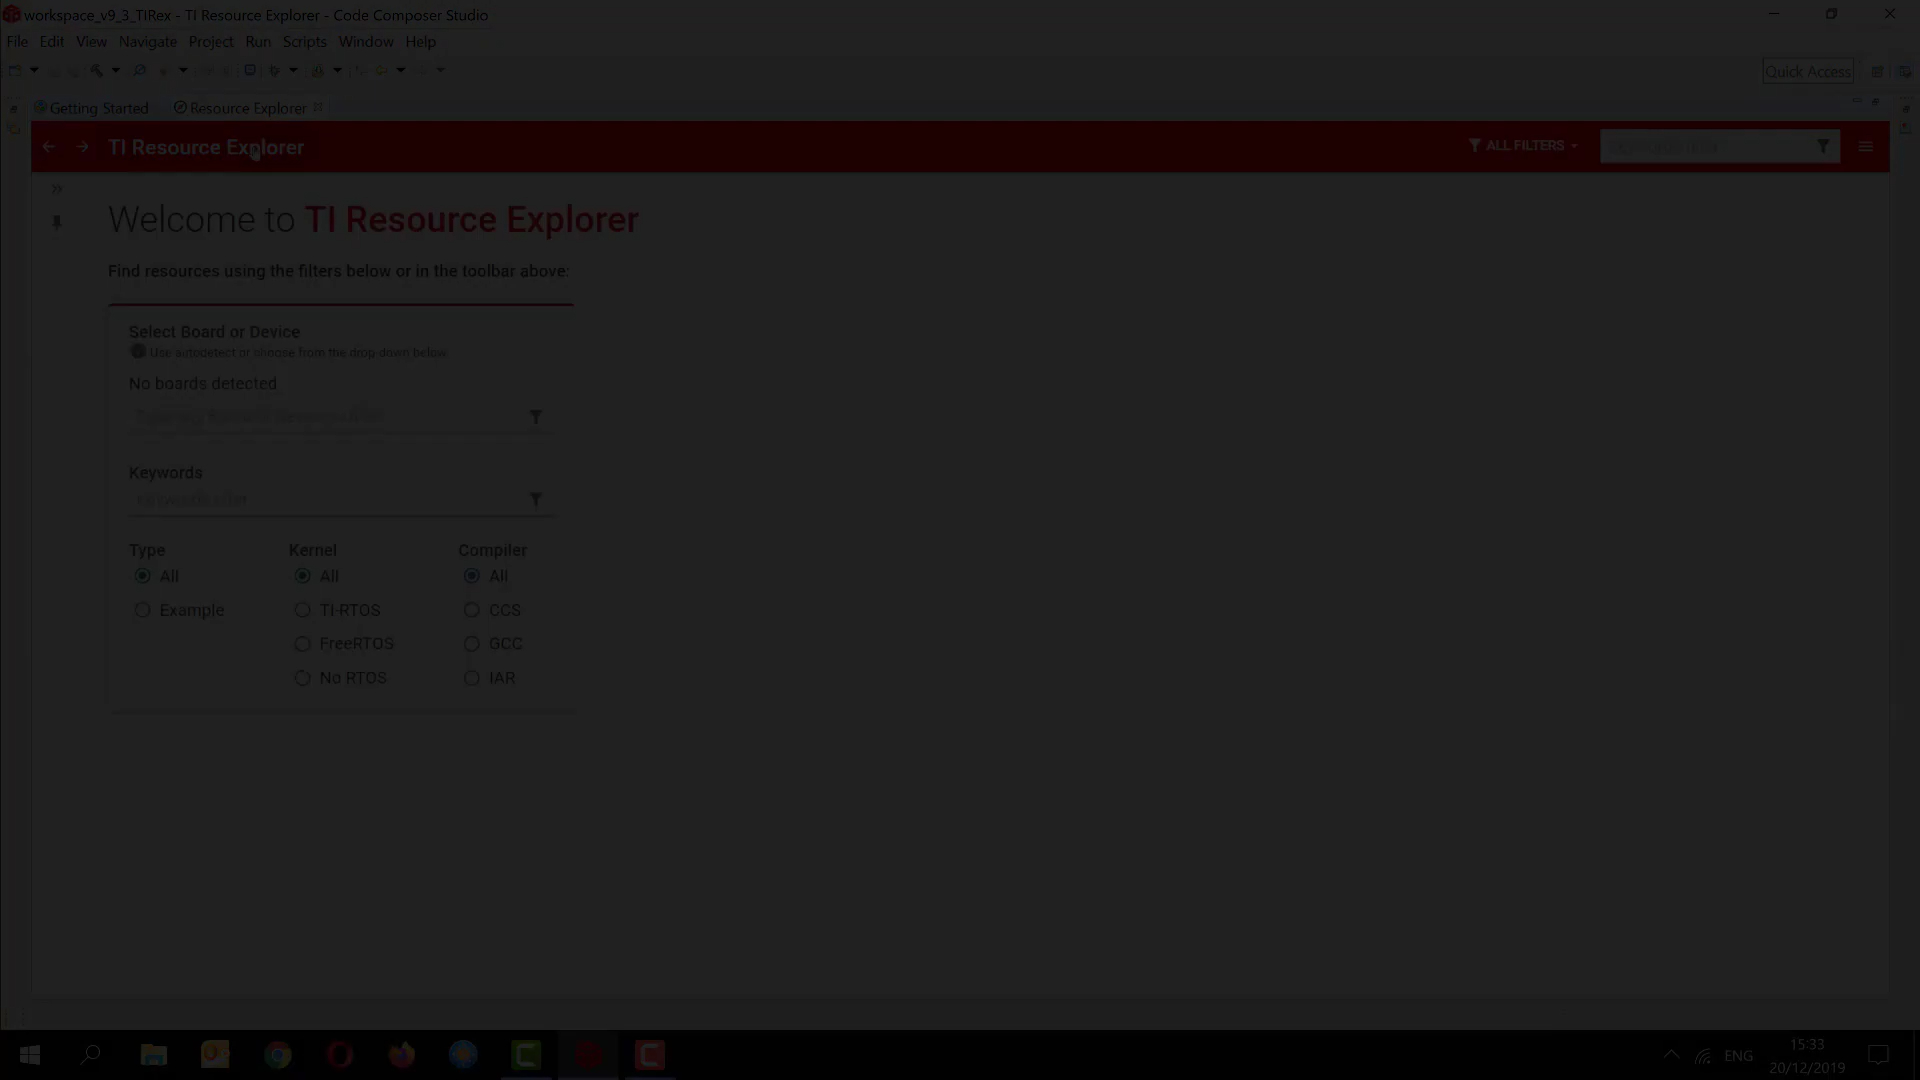 workspace_v9_3_TIRex - TI Resource Explorer - Code Composer Studio
File Edit View Navigate Project Run Scripts Window Help
Quick Access
Getting Started Resource Explorer
TI Resource Explorer
ALL FILTERS
Welcome to TI Resource Explorer
Find resources using the filters below or in the toolbar above:
Select Board or Device
Use autodetect or choose from the drop-down below.
No boards detected
Keywords
Type Kernel Compiler
All All All
Example TI-RTOS CCS
FreeRTOS GCC
No RTOS IAR
ENG
15:33
20/12/2019